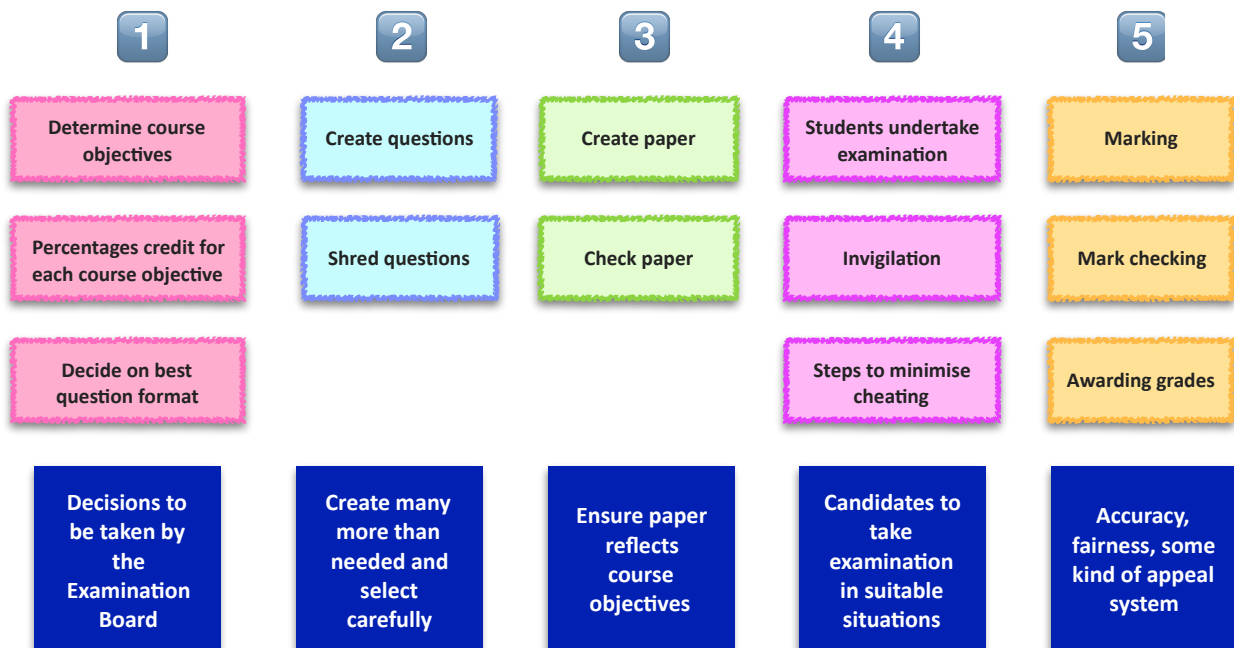 1
2
3
4
5
Determine course
objectives
Create questions
Create paper
Students undertake
examination
Marking
Percentages credit for
each course objective
Shred questions
Check paper
Invigilation
Mark checking
Decide on best
question format
Steps to minimise
cheating
Awarding grades
Decisions to
be taken by
the
Examination
Board
Create many
more than
needed and
select
carefully
Ensure paper
reflects
course
objectives
Candidates to
take
examination
in suitable
situations
Accuracy,
fairness, some
kind of appeal
system